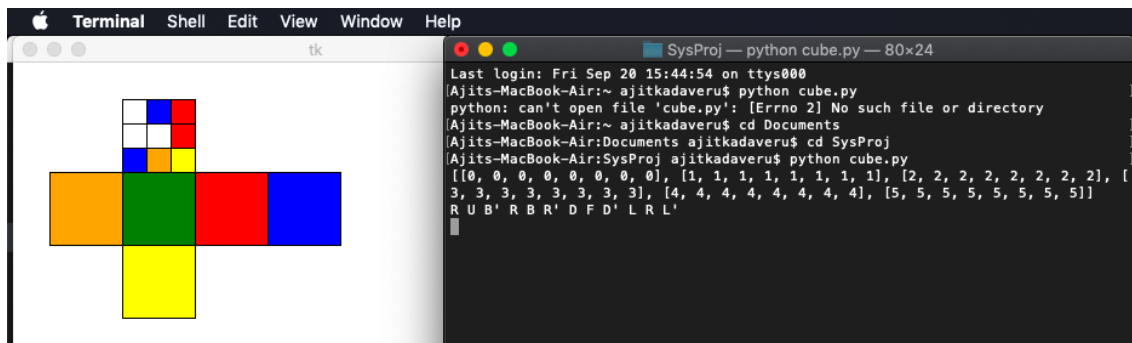 Terminal Shell Edit View Window Help
tk
SysProj — python cube.py — 80×24
Last login: Fri Sep 20 15:44:54 on ttys000
[Ajits-MacBook-Air:~ ajitkadaveru$ python cube.py ]
python: can't open file 'cube.py': [Errno 2] No such file or directory
[Ajits-MacBook-Air:~ ajitkadaveru$ cd Documents ]
[Ajits-MacBook-Air:Documents ajitkadaveru$ cd SysProj ]
[Ajits-MacBook-Air:SysProj ajitkadaveru$ python cube.py ]
[[0, 0, 0, 0, 0, 0, 0, 0, 0], [1, 1, 1, 1, 1, 1, 1, 1, 1], [2, 2, 2, 2, 2, 2, 2, 2, 2], [
3, 3, 3, 3, 3, 3, 3, 3, 3], [4, 4, 4, 4, 4, 4, 4, 4, 4], [5, 5, 5, 5, 5, 5, 5, 5, 5]]
R U B' R B R' D F D' L R L'